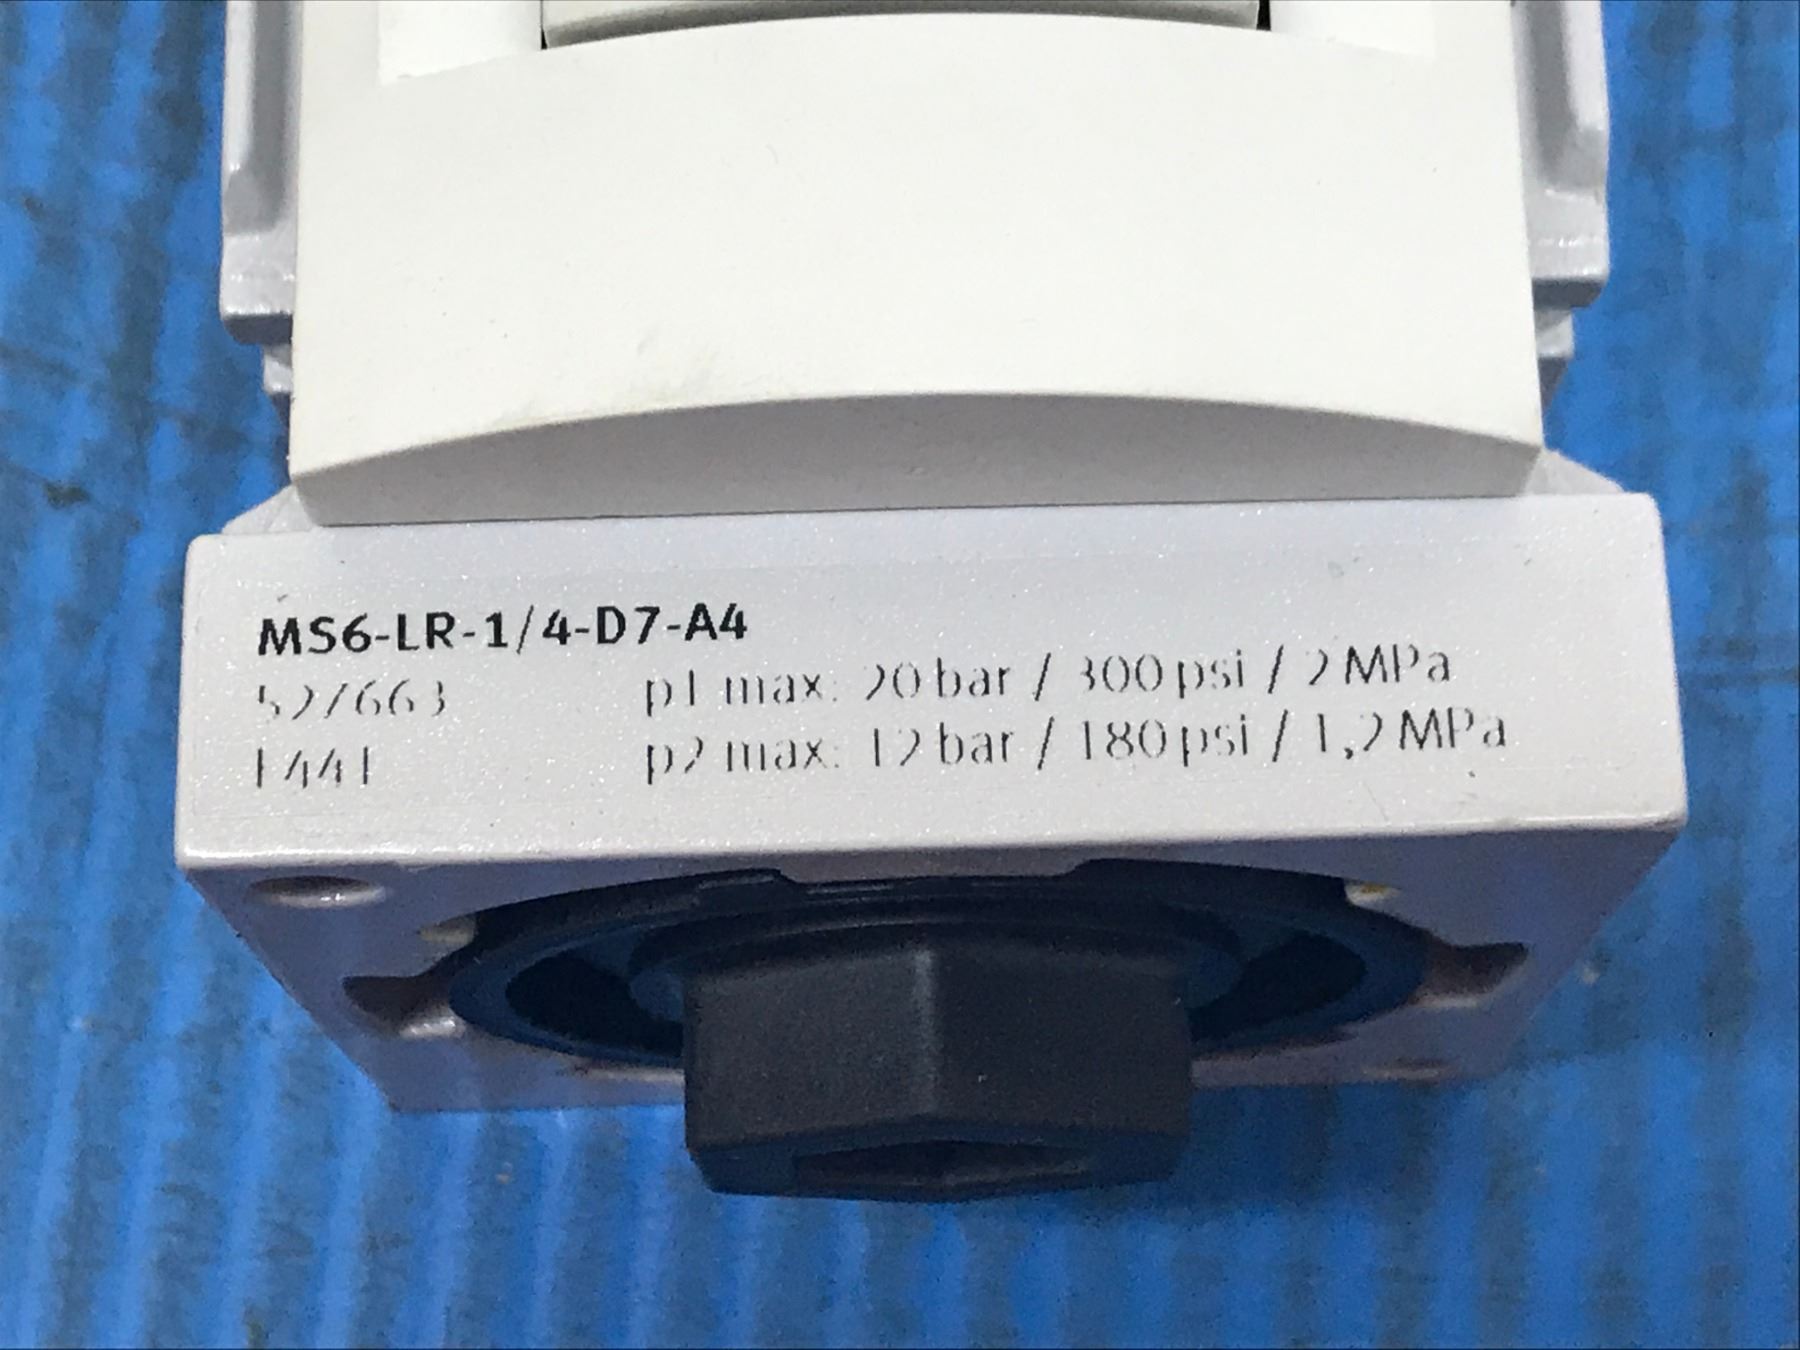 MS6-LR-1/4-D7-A4
527663 p1 max: 20 bar / 300 psi / 2 MPa
1441 p2 max: 12 bar / 180 psi / 1,2 MPa